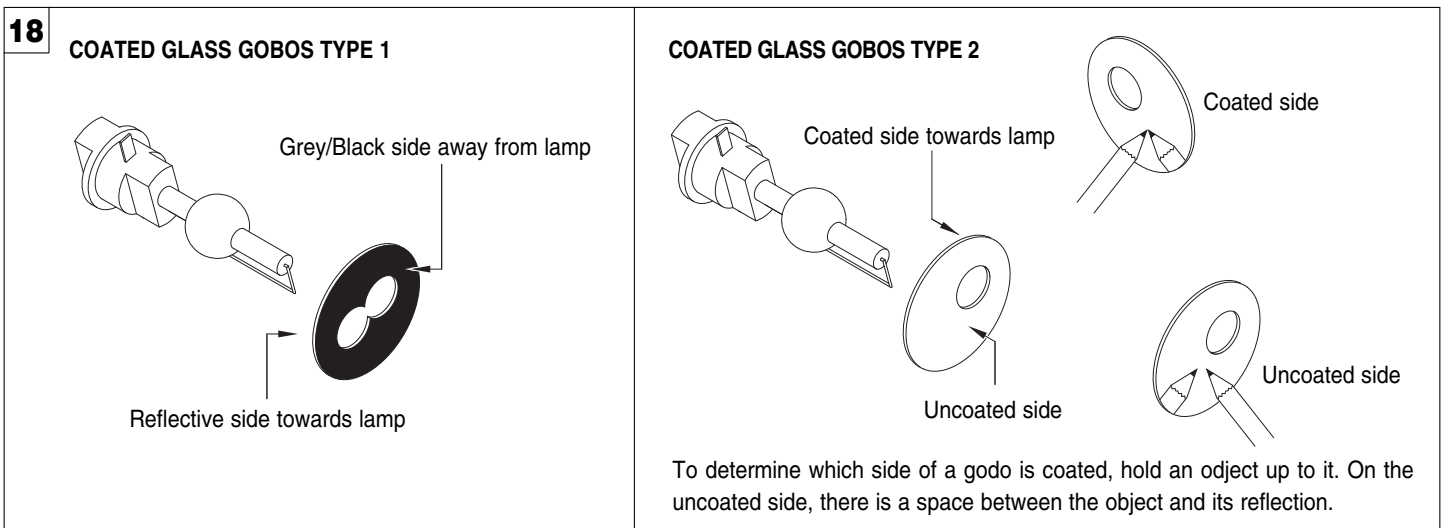 18
COATED GLASS GOBOS TYPE 1
Grey/Black side away from lamp
Reflective side towards lamp
COATED GLASS GOBOS TYPE 2
Coated side
Coated side towards lamp
Uncoated side
Uncoated side
To determine which side of a godo is coated, hold an odject up to it. On the
uncoated side, there is a space between the object and its reflection.